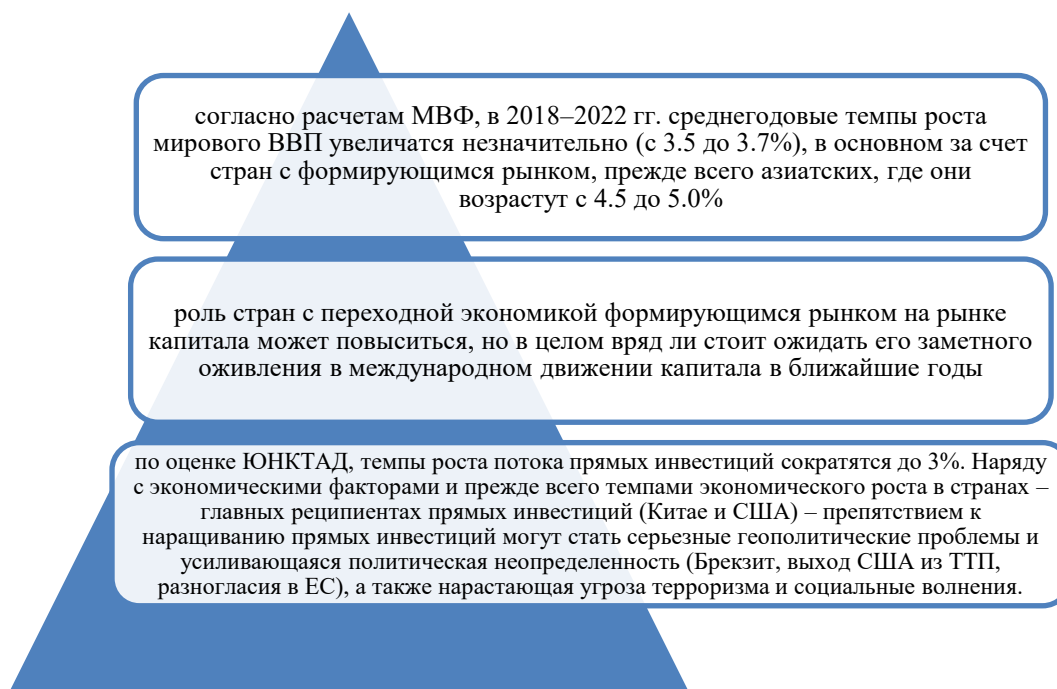 согласно расчетам МВФ, в 2018–2022 гг. среднегодовые темпы роста
мирового ВВП увеличатся незначительно (с 3.5 до 3.7%), в основном за счет
стран с формирующимся рынком, прежде всего азиатских, где они
возрастут с 4.5 до 5.0%
роль стран с переходной экономикой формирующимся рынком на рынке
капитала может повыситься, но в целом вряд ли стоит ожидать его заметного
оживления в международном движении капитала в ближайшие годы
по оценке ЮНКТАД, темпы роста потока прямых инвестиций сократятся до 3%. Наряду
с экономическими факторами и прежде всего темпами экономического роста в странах –
главных реципиентах прямых инвестиций (Китае и США) – препятствием к
наращиванию прямых инвестиций могут стать серьезные геополитические проблемы и
усиливающаяся политическая неопределенность (Брекзит, выход США из ТТП,
разногласия в ЕС), а также нарастающая угроза терроризма и социальные волнения.